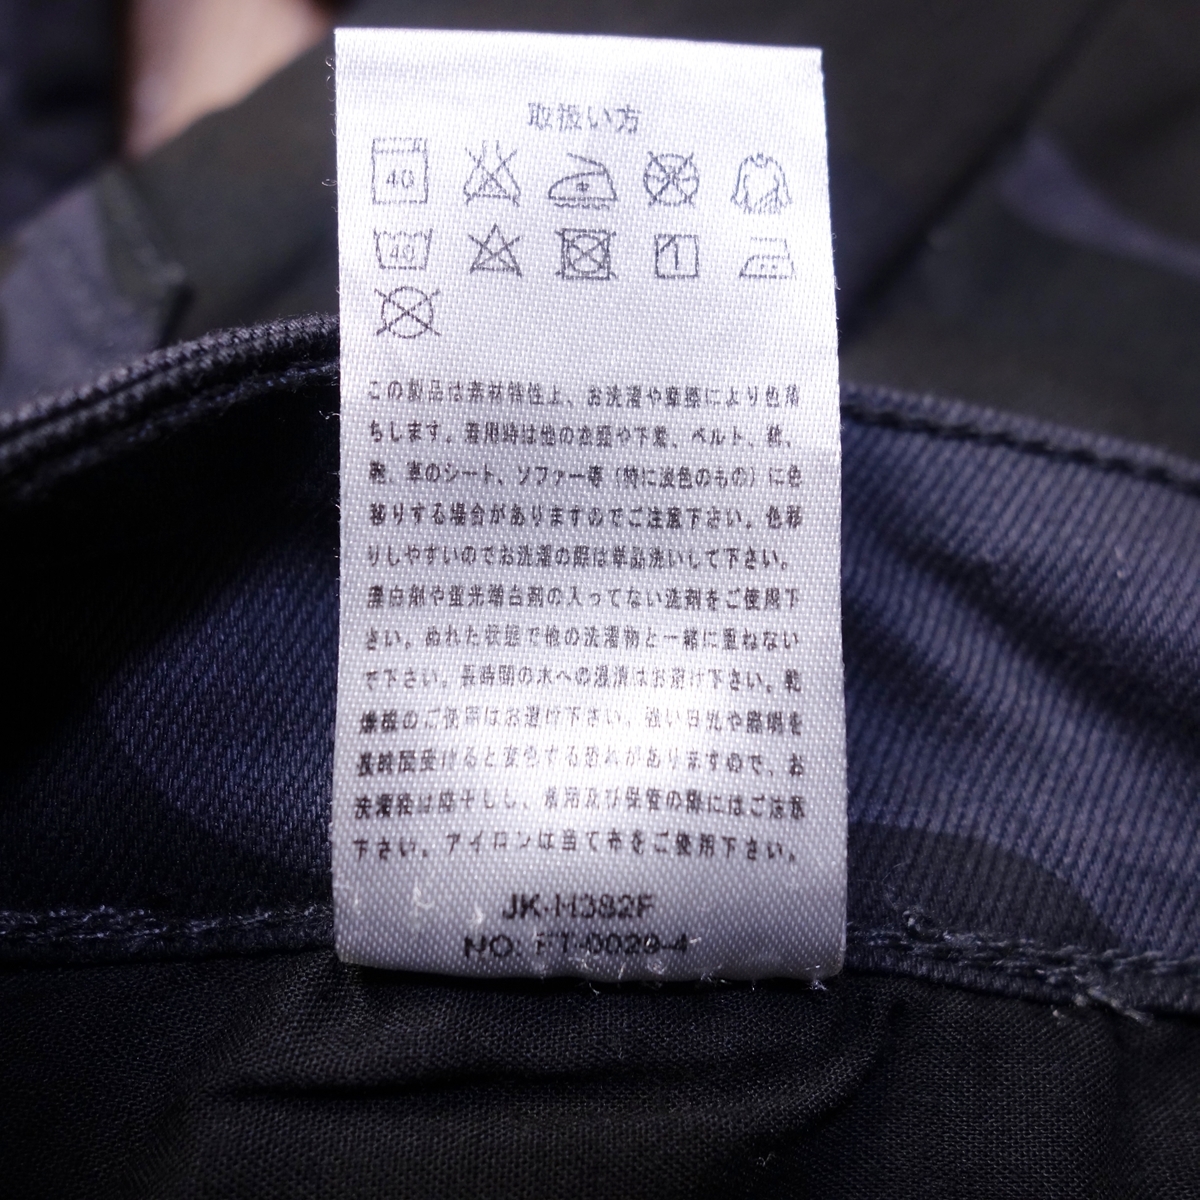 取扱い方
40
40 1
この製品は素材特性上、お洗濯や摩擦により色落
ちします。着用時は他の衣類や下着、ベルト、靴、
鞄、車のシート、ソファー等（特に淡色のもの）に色
移りする場合がありますのでご注意下さい。色移
りしやすいのでお洗濯の際は単品洗いして下さい。
漂白剤や蛍光増白剤の入ってない洗剤をご使用下
さい。ぬれた状態で他の洗濯物と一緒に重ねない
で下さい。長時間の水への浸漬はお避け下さい。乾
燥機のご使用はお避け下さい。強い日光や照明を
長時間受けると変色する恐れがありますので、お
洗濯後は陰干しし、着用及び保管の際にはご注意
下さい。アイロンは当て布をご使用下さい。
JK-H382F
NO: FT-0029-4